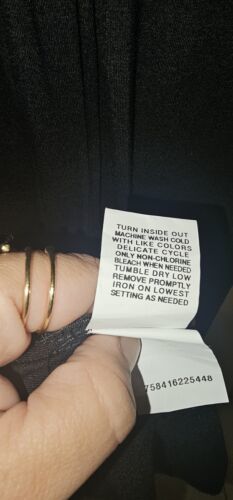 TURN INSIDE OUT
MACHINE WASH COLD
WITH LIKE COLORS
DELICATE CYCLE
ONLY NON-CHLORINE
BLEACH WHEN NEEDED
TUMBLE DRY LOW
REMOVE PROMPTLY
IRON ON LOWEST
SETTING AS NEEDED
758416225448